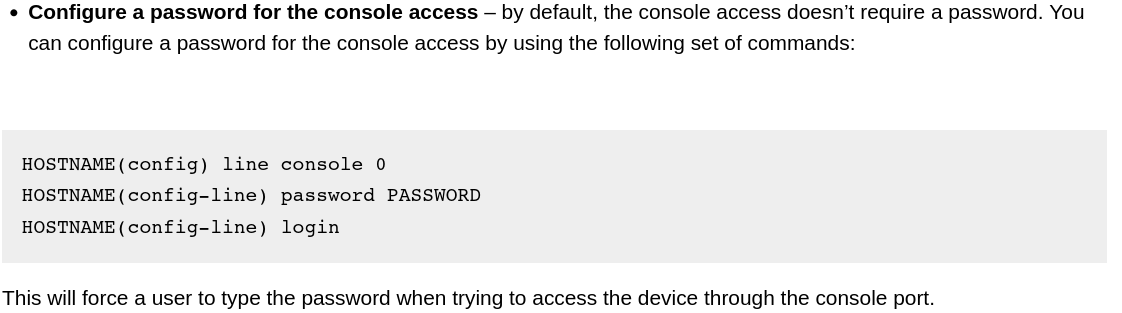 • Configure a password for the console access – by default, the console access doesn’t require a password. You
can configure a password for the console access by using the following set of commands:
HOSTNAME(config) line console 0
HOSTNAME(config-line) password PASSWORD
HOSTNAME(config-line) login
This will force a user to type the password when trying to access the device through the console port.